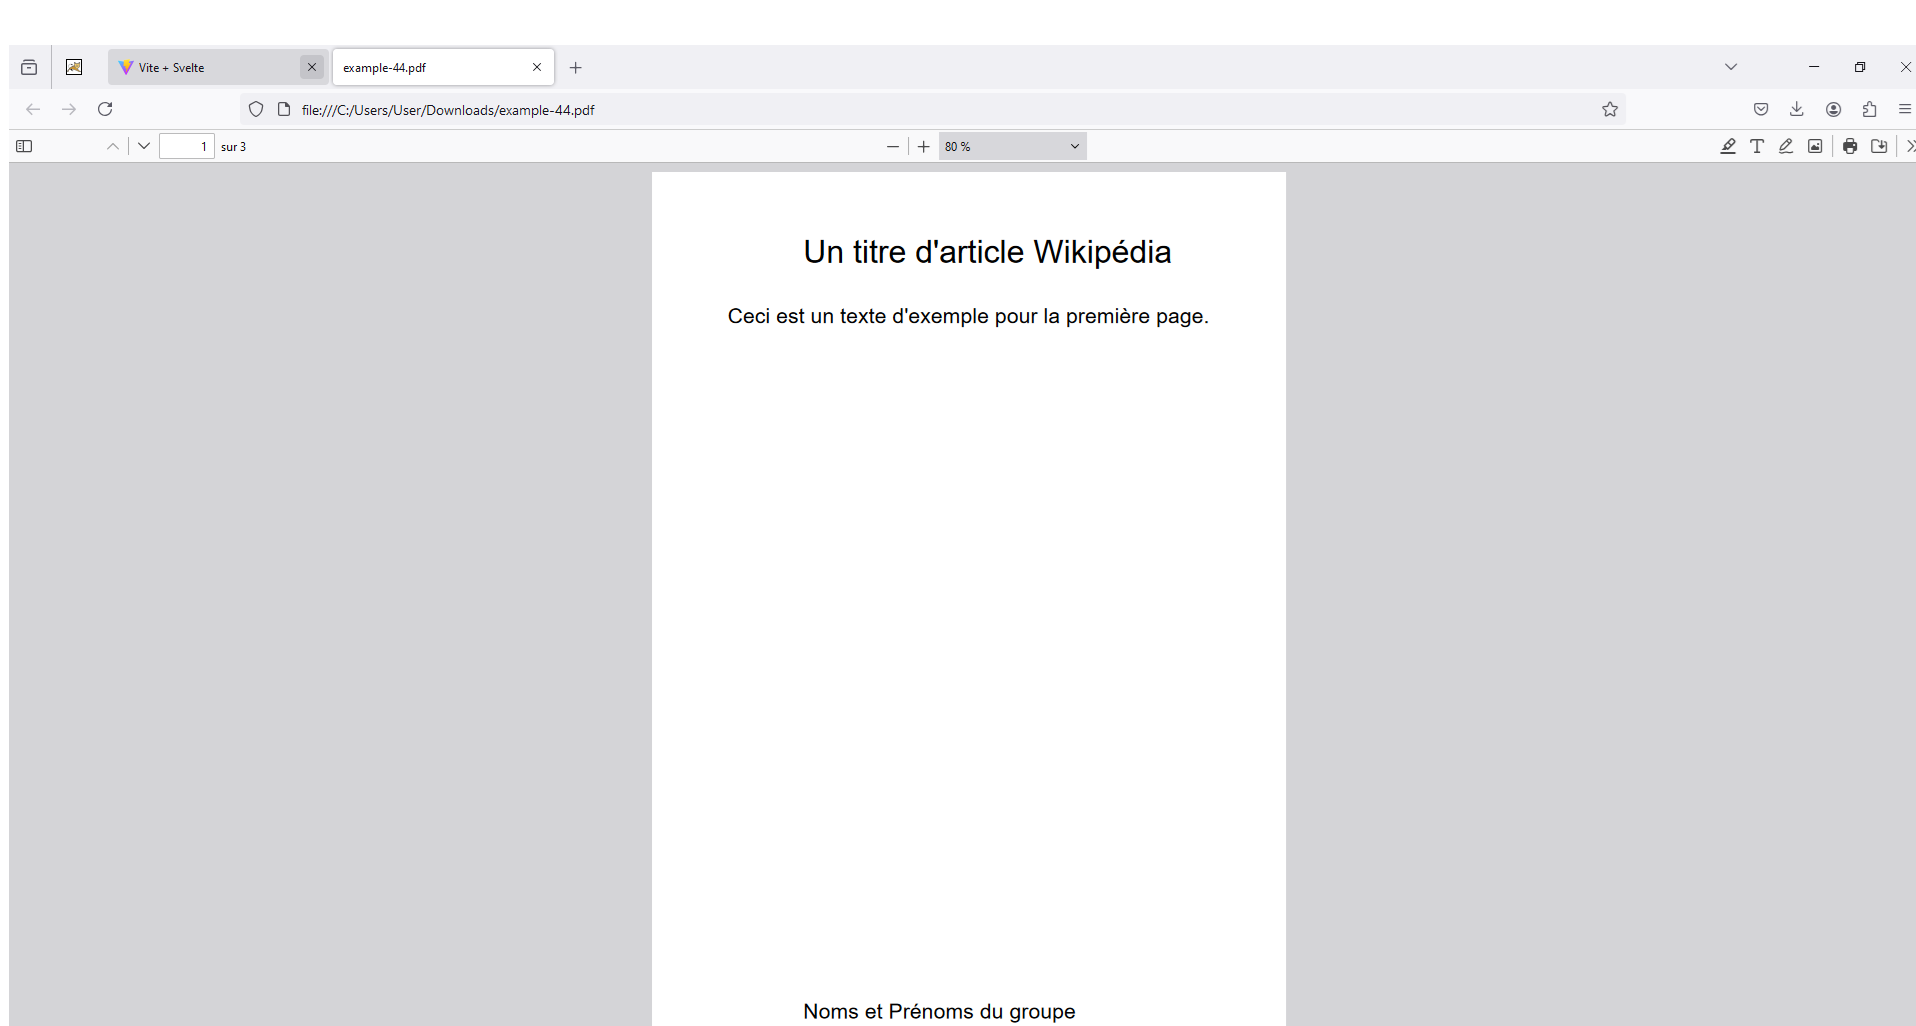 Vite + Svelte
example-44.pdf
file:///C:/Users/User/Downloads/example-44.pdf
1 sur 3
80 %
Un titre d'article Wikipédia
Ceci est un texte d'exemple pour la première page.
Noms et Prénoms du groupe